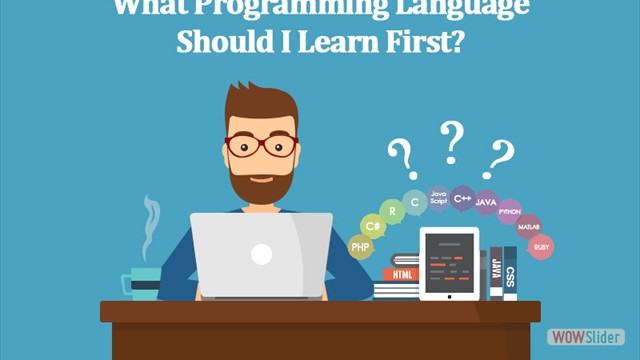 What Programming Language
Should I Learn First?
PHP
C#
R
C
Java
Script
C++
JAVA
PYTHON
MATLAB
RUBY
HTML
JAVA
CSS
WOWSlider